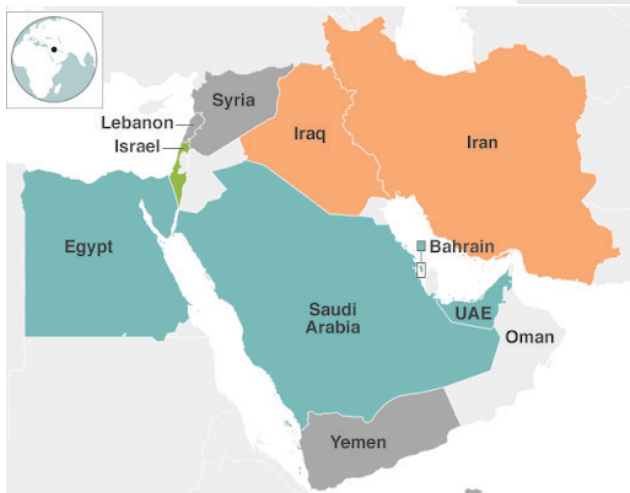 Syria
Lebanon
Israel
Iraq
Iran
Egypt
Bahrain
Saudi
Arabia
UAE
Oman
Yemen